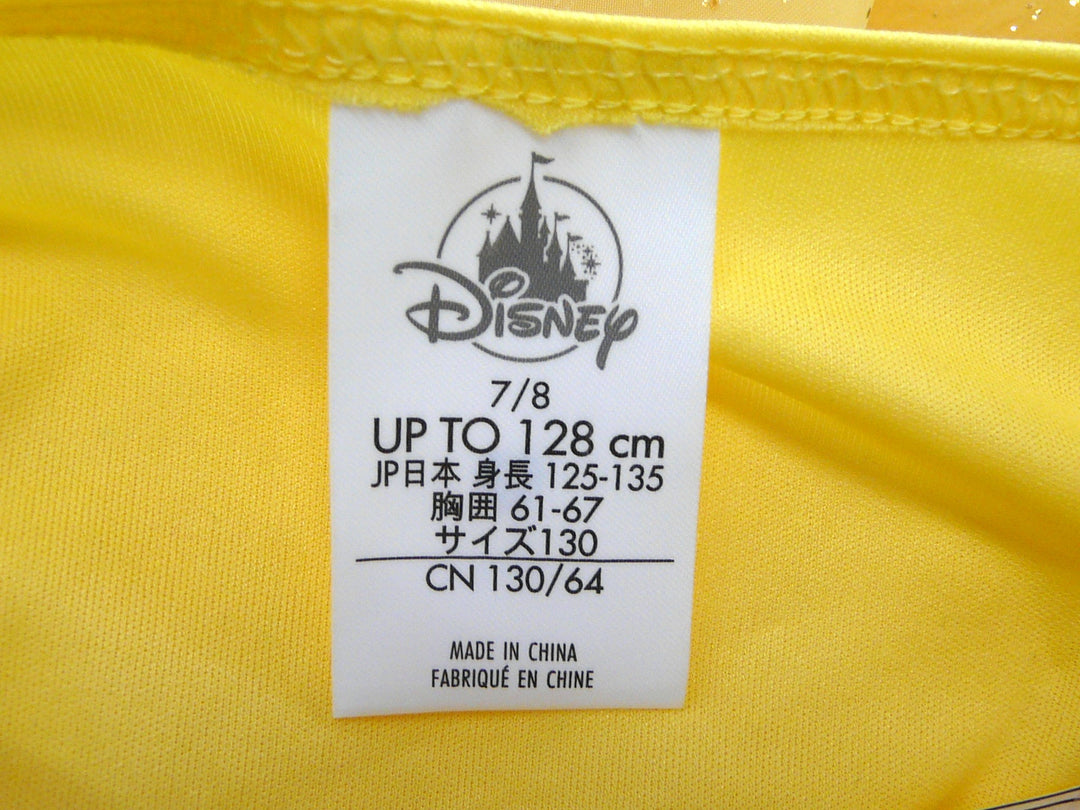 Disney
7/8
UP TO 128 cm
JP日本 身長 125-135
胸囲 61-67
サイズ130
CN 130/64
MADE IN CHINA
FABRIQUÉ EN CHINE